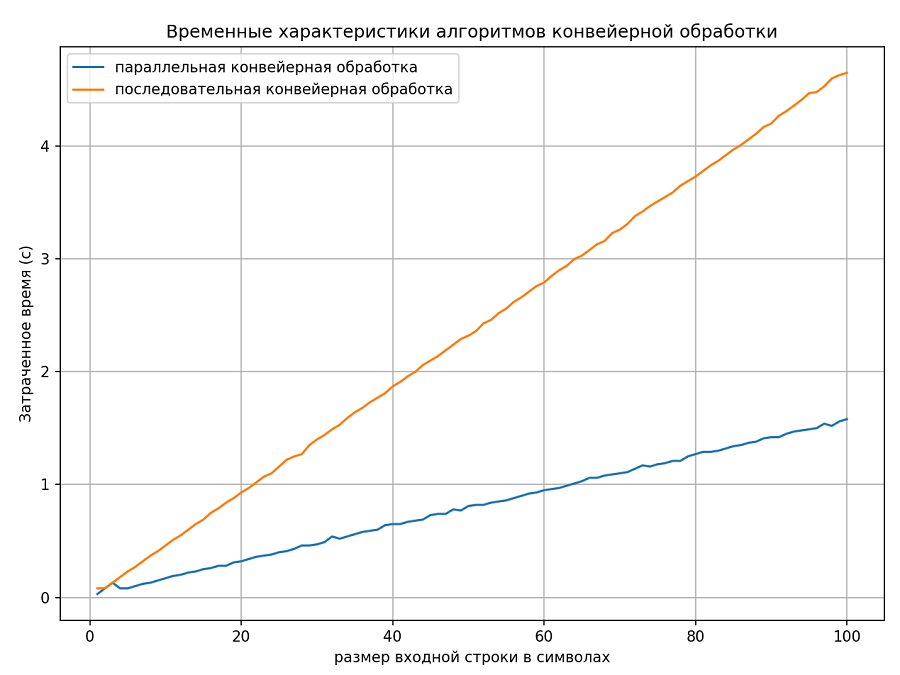 Временные характеристики алгоритмов конвейерной обработки
параллельная конвейерная обработка
последовательная конвейерная обработка
Затраченное время (с)
4
3
2
1
0
0 20 40 60 80 100
размер входной строки в символах